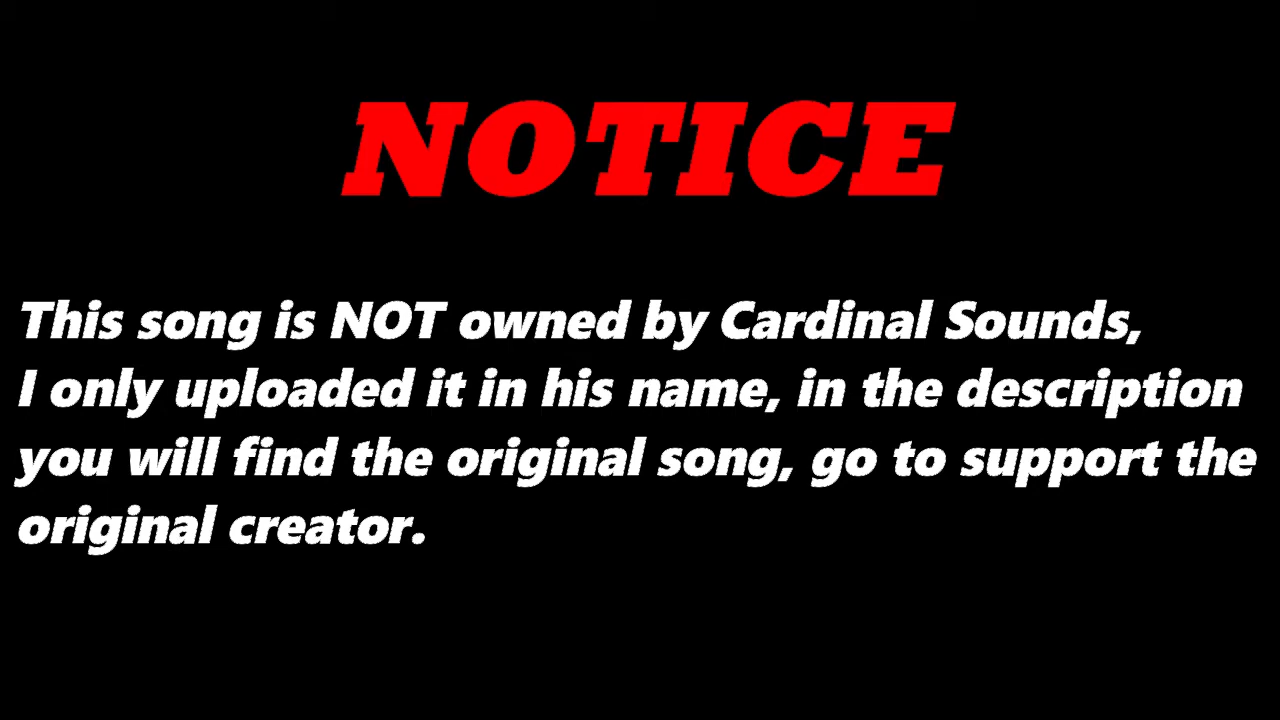 NOTICE
This song is NOT owned by Cardinal Sounds,
I only uploaded it in his name, in the description
you will find the original song, go to support the
original creator.